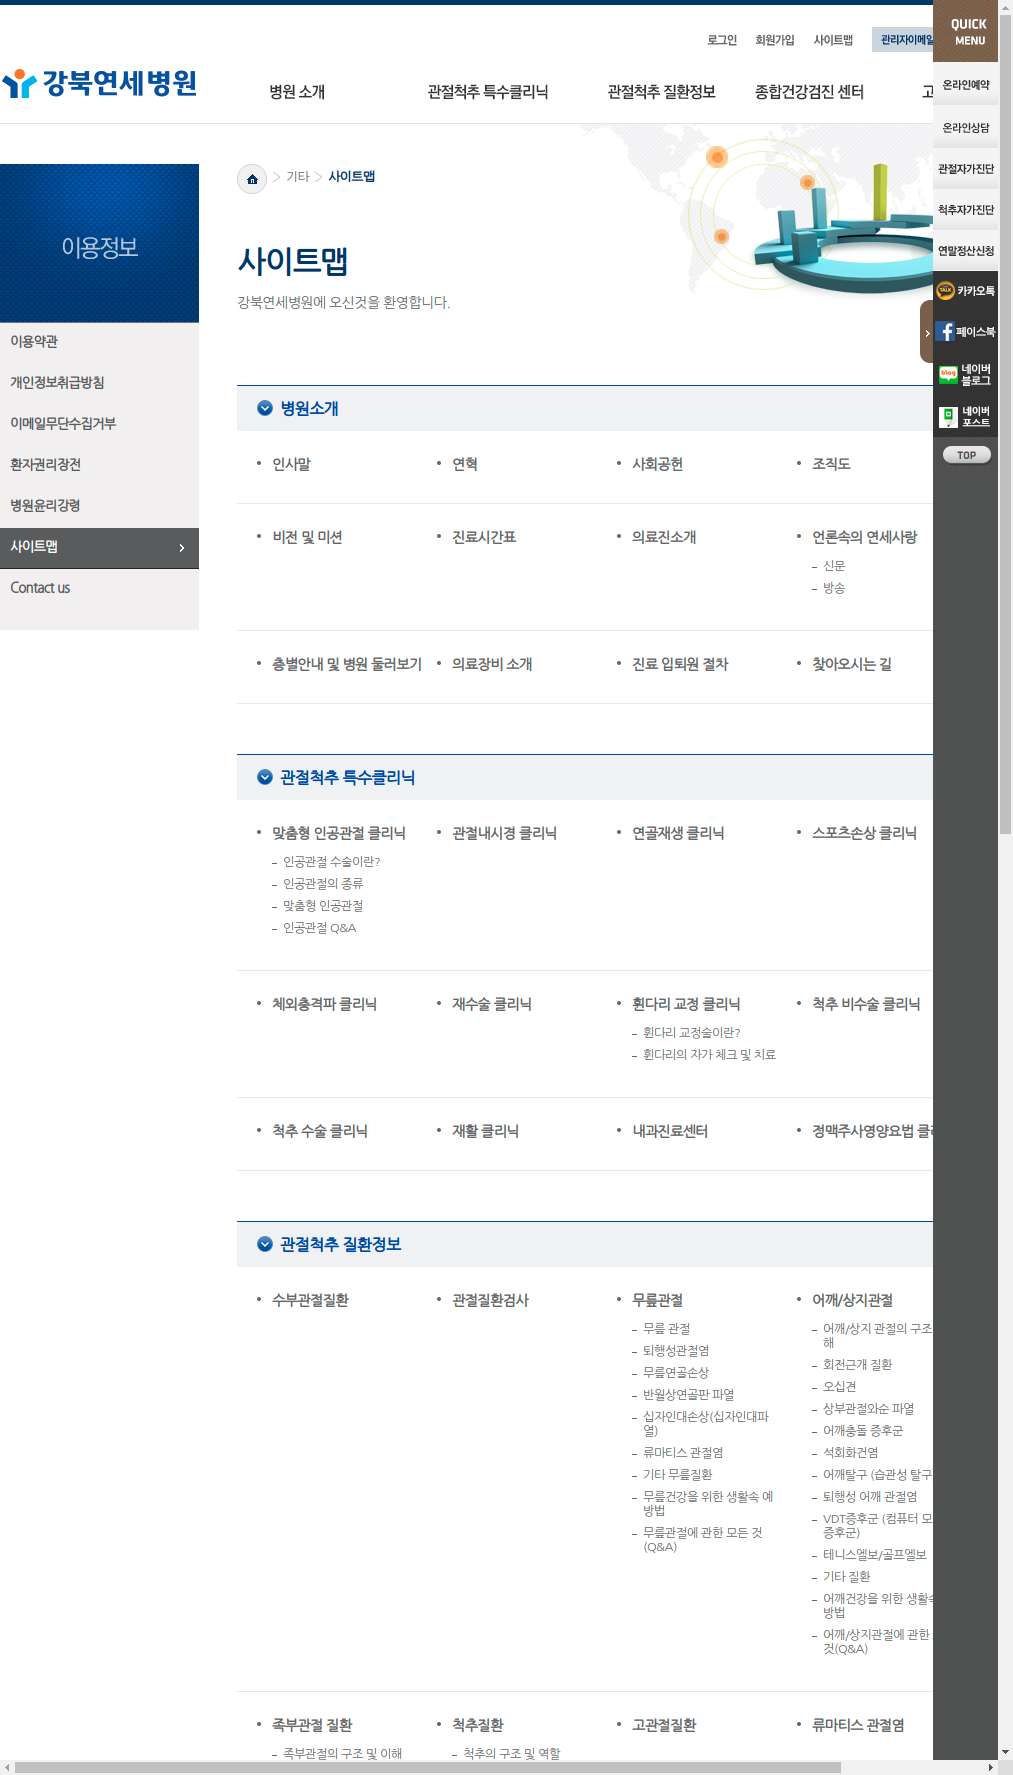 로그인 회원가입 사이트맵 관리자이메일
강북연세병원
병원 소개 관절척추 특수클리닉 관절척추 질환정보 종합건강검진 센터
QUICK
MENU
온라인예약
온라인상담
관절자가진단
척추자가진단
연말정산신청
카카오톡
페이스북
네이버
블로그
네이버
포스트
TOP
이용정보
이용약관
개인정보취급방침
이메일무단수집거부
환자권리장전
병원윤리강령
사이트맵
Contact us
기타 사이트맵
사이트맵
강북연세병원에 오신것을 환영합니다.
병원소개
인사말 연혁 사회공헌 조직도
비전 및 미션 진료시간표 의료진소개 언론속의 연세사랑
신문
방송
층별안내 및 병원 둘러보기 의료장비 소개 진료 입퇴원 절차 찾아오시는 길
관절척추 특수클리닉
맞춤형 인공관절 클리닉 관절내시경 클리닉 연골재생 클리닉 스포츠손상 클리닉
인공관절 수술이란?
인공관절의 종류
맞춤형 인공관절
인공관절 Q&A
체외충격파 클리닉 재수술 클리닉 휜다리 교정 클리닉 척추 비수술 클리닉
휜다리 교정술이란?
휜다리의 자가 체크 및 치료
척추 수술 클리닉 재활 클리닉 내과진료센터 정맥주사영양요법
관절척추 질환정보
수부관절질환 관절질환검사 무릎관절 어깨/상지관절
무릎 관절
퇴행성관절염
무릎연골손상
반월상연골판 파열
십자인대손상(십자인대파
열)
류마티스 관절염
기타 무릎질환
무릎건강을 위한 생활속 예
방법
무릎관절에 관한 모든 것
(Q&A)
어깨/상지 관절의 구조
해
회전근개 질환
오십견
상부관절와순 파열
어깨충돌 증후군
석회화건염
어깨탈구 (습관성 탈구
퇴행성 어깨 관절염
VDT증후군 (컴퓨터 모
증후군)
테니스엘보/골프엘보
기타 질환
어깨건강을 위한 생활속
방법
어깨/상지관절에 관한
것(Q&A)
족부관절 질환 척추질환 고관절질환 류마티스 관절염
족부관절의 구조 및 이해 척추의 구조 및 역할